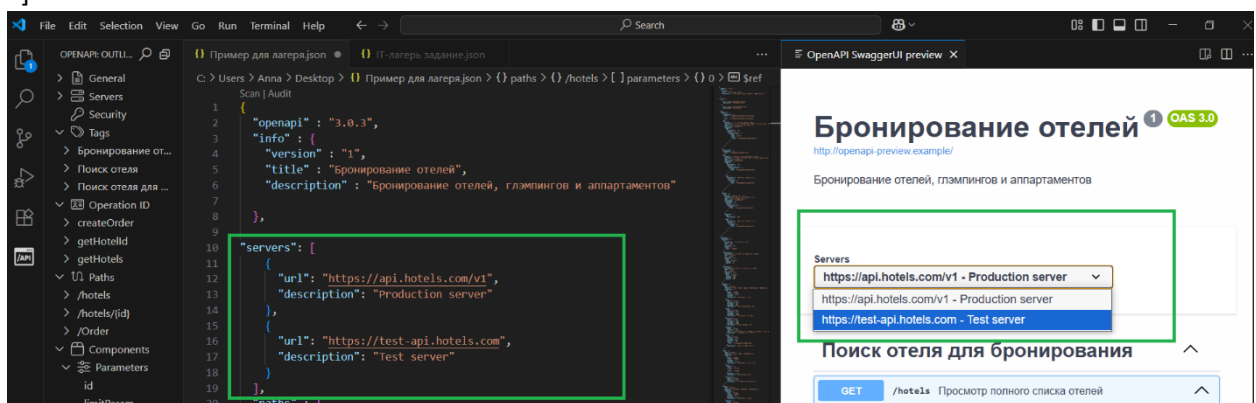 ]
File Edit Selection View Go Run Terminal Help
Search
OPENAPI: OUTLI...
General
Servers
Security
Tags
Бронирование от...
Поиск отеля
Поиск отеля для ...
Operation ID
createOrder
getHotelId
getHotels
Paths
/hotels
/hotels/{id}
/Order
Components
Parameters
id
limitParam
1
/API
{} Пример для лагеря.json
{} IT-лагерь задание.json
...
C: > Users > Anna > Desktop > {} Пример для лагеря.json > {} paths > {} /hotels > [ ] parameters > {} 0 > $ref
Scan | Audit
1 {
2 "openapi" : "3.0.3",
3 "info" : {
4 "version" : "1",
5 "title" : "Бронирование отелей",
6 "description" : "Бронирование отелей, глэмпингов и аппартаментов"
7
8 },
9
10 "servers": [
11 {
12 "url": "https://api.hotels.com/v1",
13 "description": "Production server"
14 },
15 {
16 "url": "https://test-api.hotels.com",
17 "description": "Test server"
18 }
19 ],
20 "paths" : {
OpenAPI SwaggerUI preview
...
Бронирование отелей 1 OAS 3.0
http://openapi-preview.example/
Бронирование отелей, глэмпингов и аппартаментов
Servers
https://api.hotels.com/v1 - Production server
https://api.hotels.com/v1 - Production server
https://test-api.hotels.com - Test server
Поиск отеля для бронирования
GET /hotels Просмотр полного списка отелей